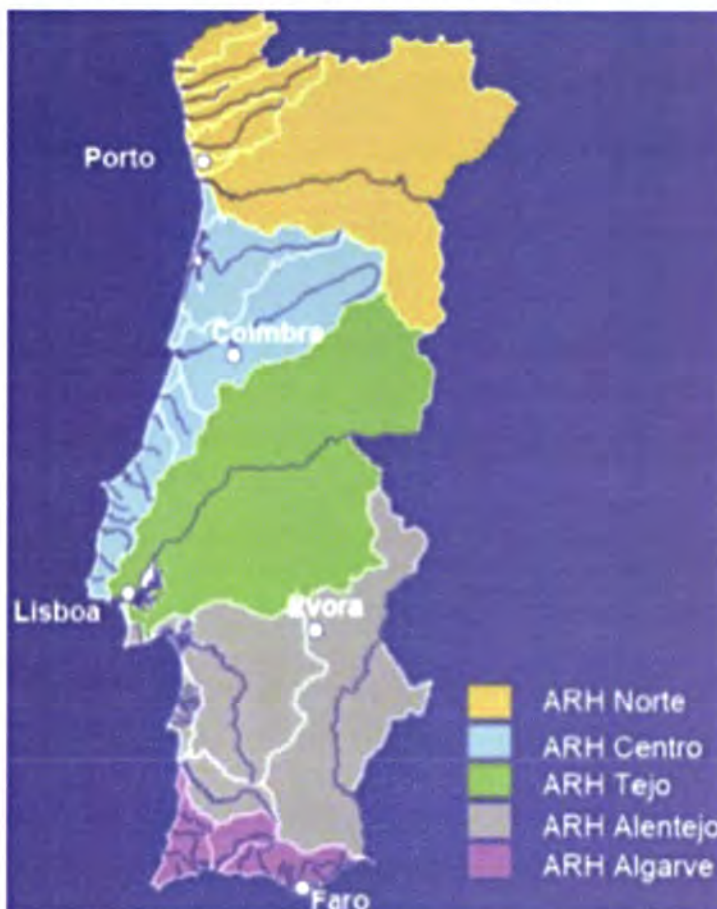 Porto
Coimbra
Lisboa
Évora
ARH Norte
ARH Centro
ARH Tejo
ARH Alentejo
ARH Algarve
Faro